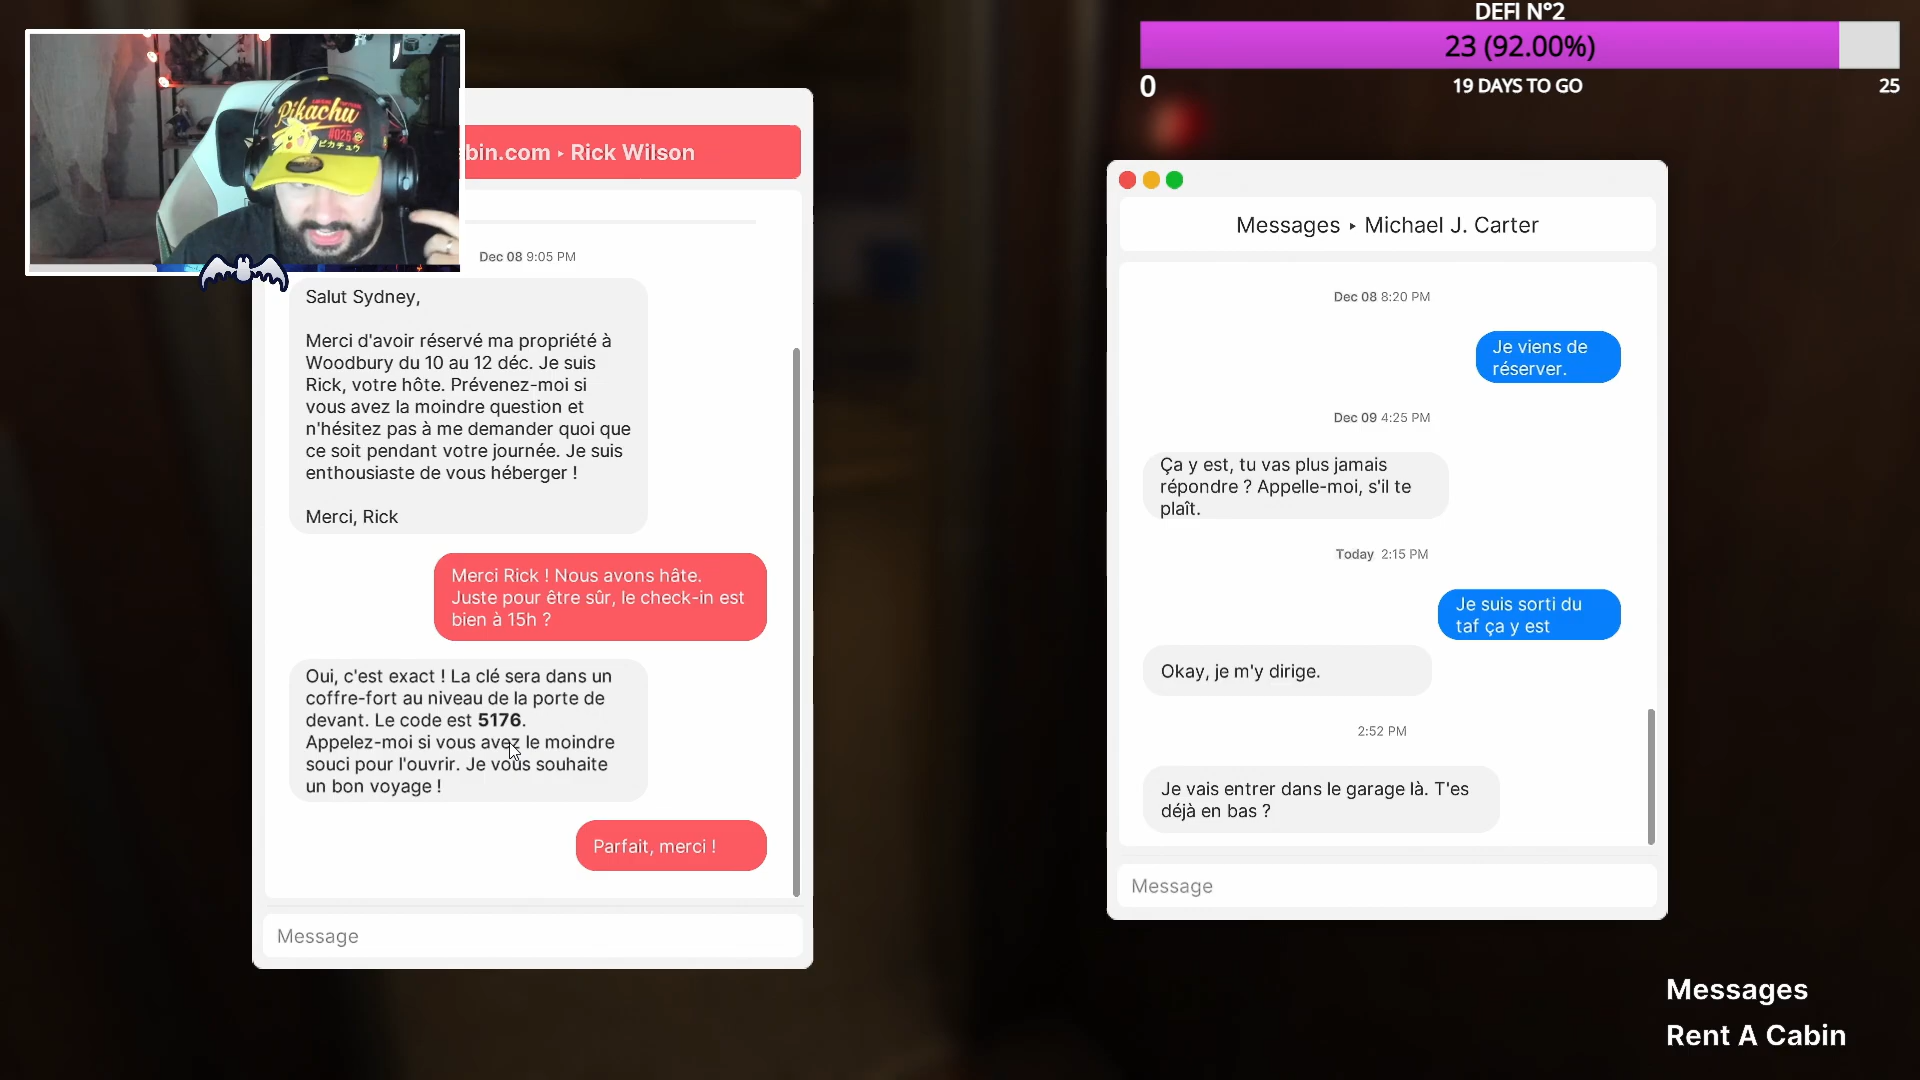 DEFI N°2
23 (92.00%)
0
19 DAYS TO GO
25
Pikachu
#025
ピカチュウ
bin.com ▸ Rick Wilson
Dec 08 9:05 PM
Salut Sydney,
Merci d'avoir réservé ma propriété à
Woodbury du 10 au 12 déc. Je suis
Rick, votre hôte. Prévenez-moi si
vous avez la moindre question et
n'hésitez pas à me demander quoi que
ce soit pendant votre journée. Je suis
enthousiaste de vous héberger !
Merci, Rick
Merci Rick ! Nous avons hâte.
Juste pour être sûr, le check-in est
bien à 15h ?
Oui, c'est exact ! La clé sera dans un
coffre-fort au niveau de la porte de
devant. Le code est 5176.
Appelez-moi si vous avez le moindre
souci pour l'ouvrir. Je vous souhaite
un bon voyage !
Parfait, merci !
Message
Messages ▸ Michael J. Carter
Dec 08 8:20 PM
Je viens de
réserver.
Dec 09 4:25 PM
Ça y est, tu vas plus jamais
répondre ? Appelle-moi, s'il te
plaît.
Today 2:15 PM
Je suis sorti du
taf ça y est
Okay, je m'y dirige.
2:52 PM
Je vais entrer dans le garage là. T'es
déjà en bas ?
Message
Messages
Rent A Cabin